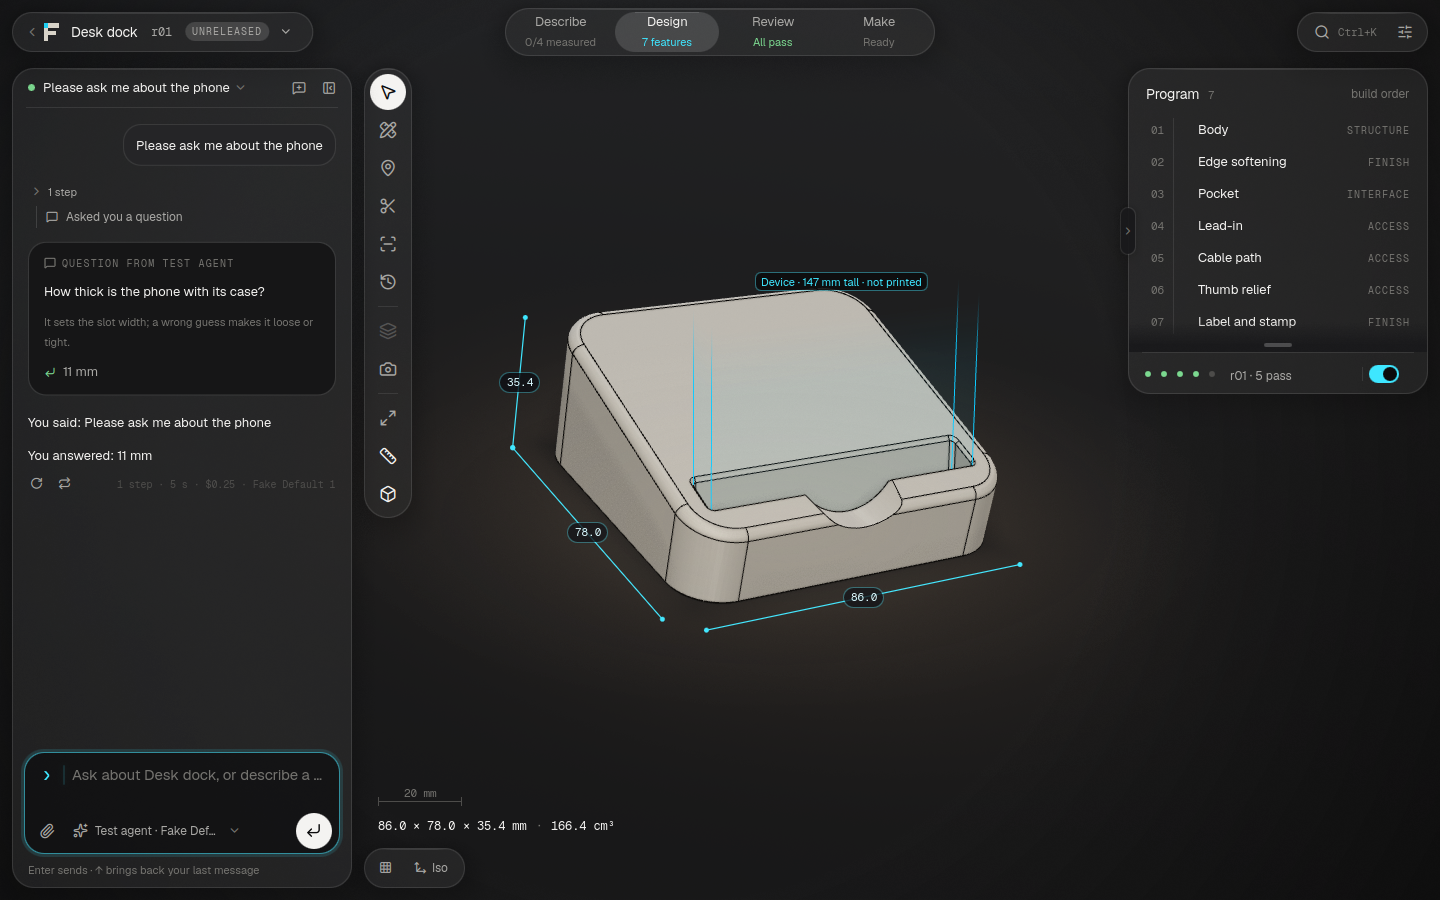 Desk dock r01 UNRELEASED
Describe
0/4 measured
Design
7 features
Review
All pass
Make
Ready
Ctrl+K
Please ask me about the phone
Please ask me about the phone
1 step
Asked you a question
QUESTION FROM TEST AGENT
How thick is the phone with its case?
It sets the slot width; a wrong guess makes it loose or
tight.
11 mm
You said: Please ask me about the phone
You answered: 11 mm
1 step · 5 s · $0.25 · Fake Default 1
Ask about Desk dock, or describe a …
Test agent · Fake Def…
Enter sends · ↑ brings back your last message
Device · 147 mm tall · not printed
35.4
78.0
86.0
20 mm
86.0 × 78.0 × 35.4 mm · 166.4 cm³
Iso
Program 7 build order
01 Body STRUCTURE
02 Edge softening FINISH
03 Pocket INTERFACE
04 Lead-in ACCESS
05 Cable path ACCESS
06 Thumb relief ACCESS
07 Label and stamp FINISH
r01 · 5 pass